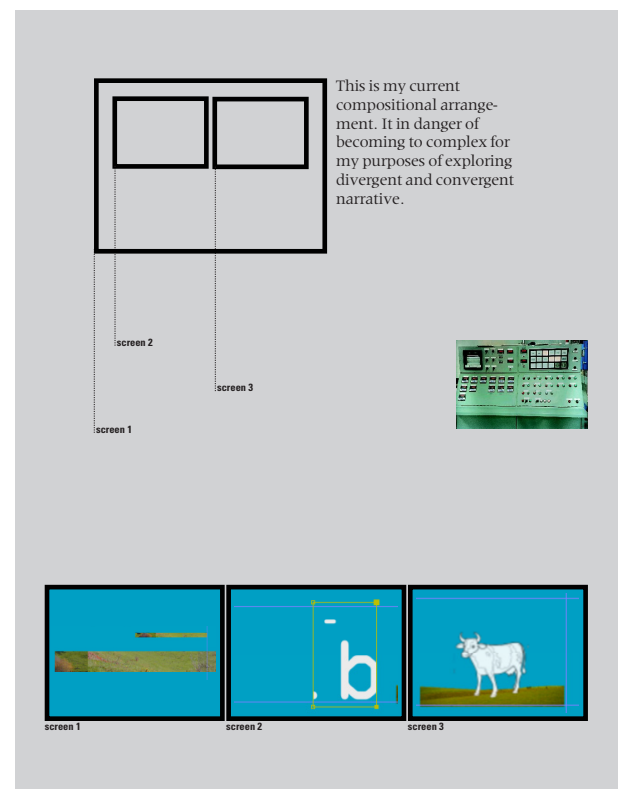 This is my current
compositional arrange-
ment. It in danger of
becoming to complex for
my purposes of exploring
divergent and convergent
narrative.
screen 2
screen 3
screen 1
b
screen 1
screen 2
screen 3